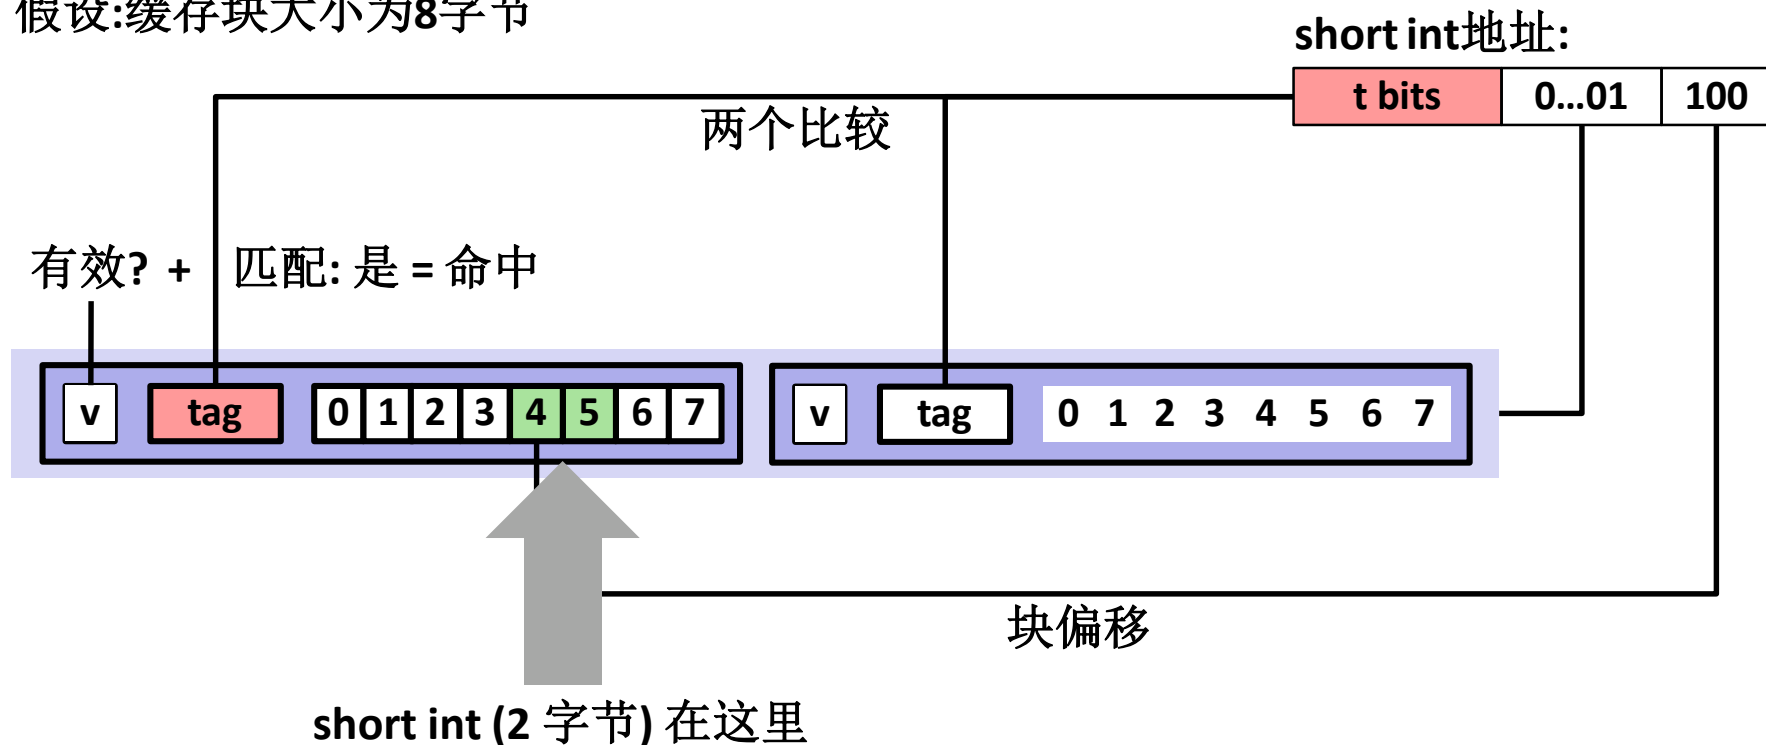 假设:缓存块大小为8字节
short int地址:
t bits 0...01 100
两个比较
有效? + 匹配: 是 = 命中
v tag 0 1 2 3 4 5 6 7 v tag 0 1 2 3 4 5 6 7
块偏移
short int (2 字节) 在这里